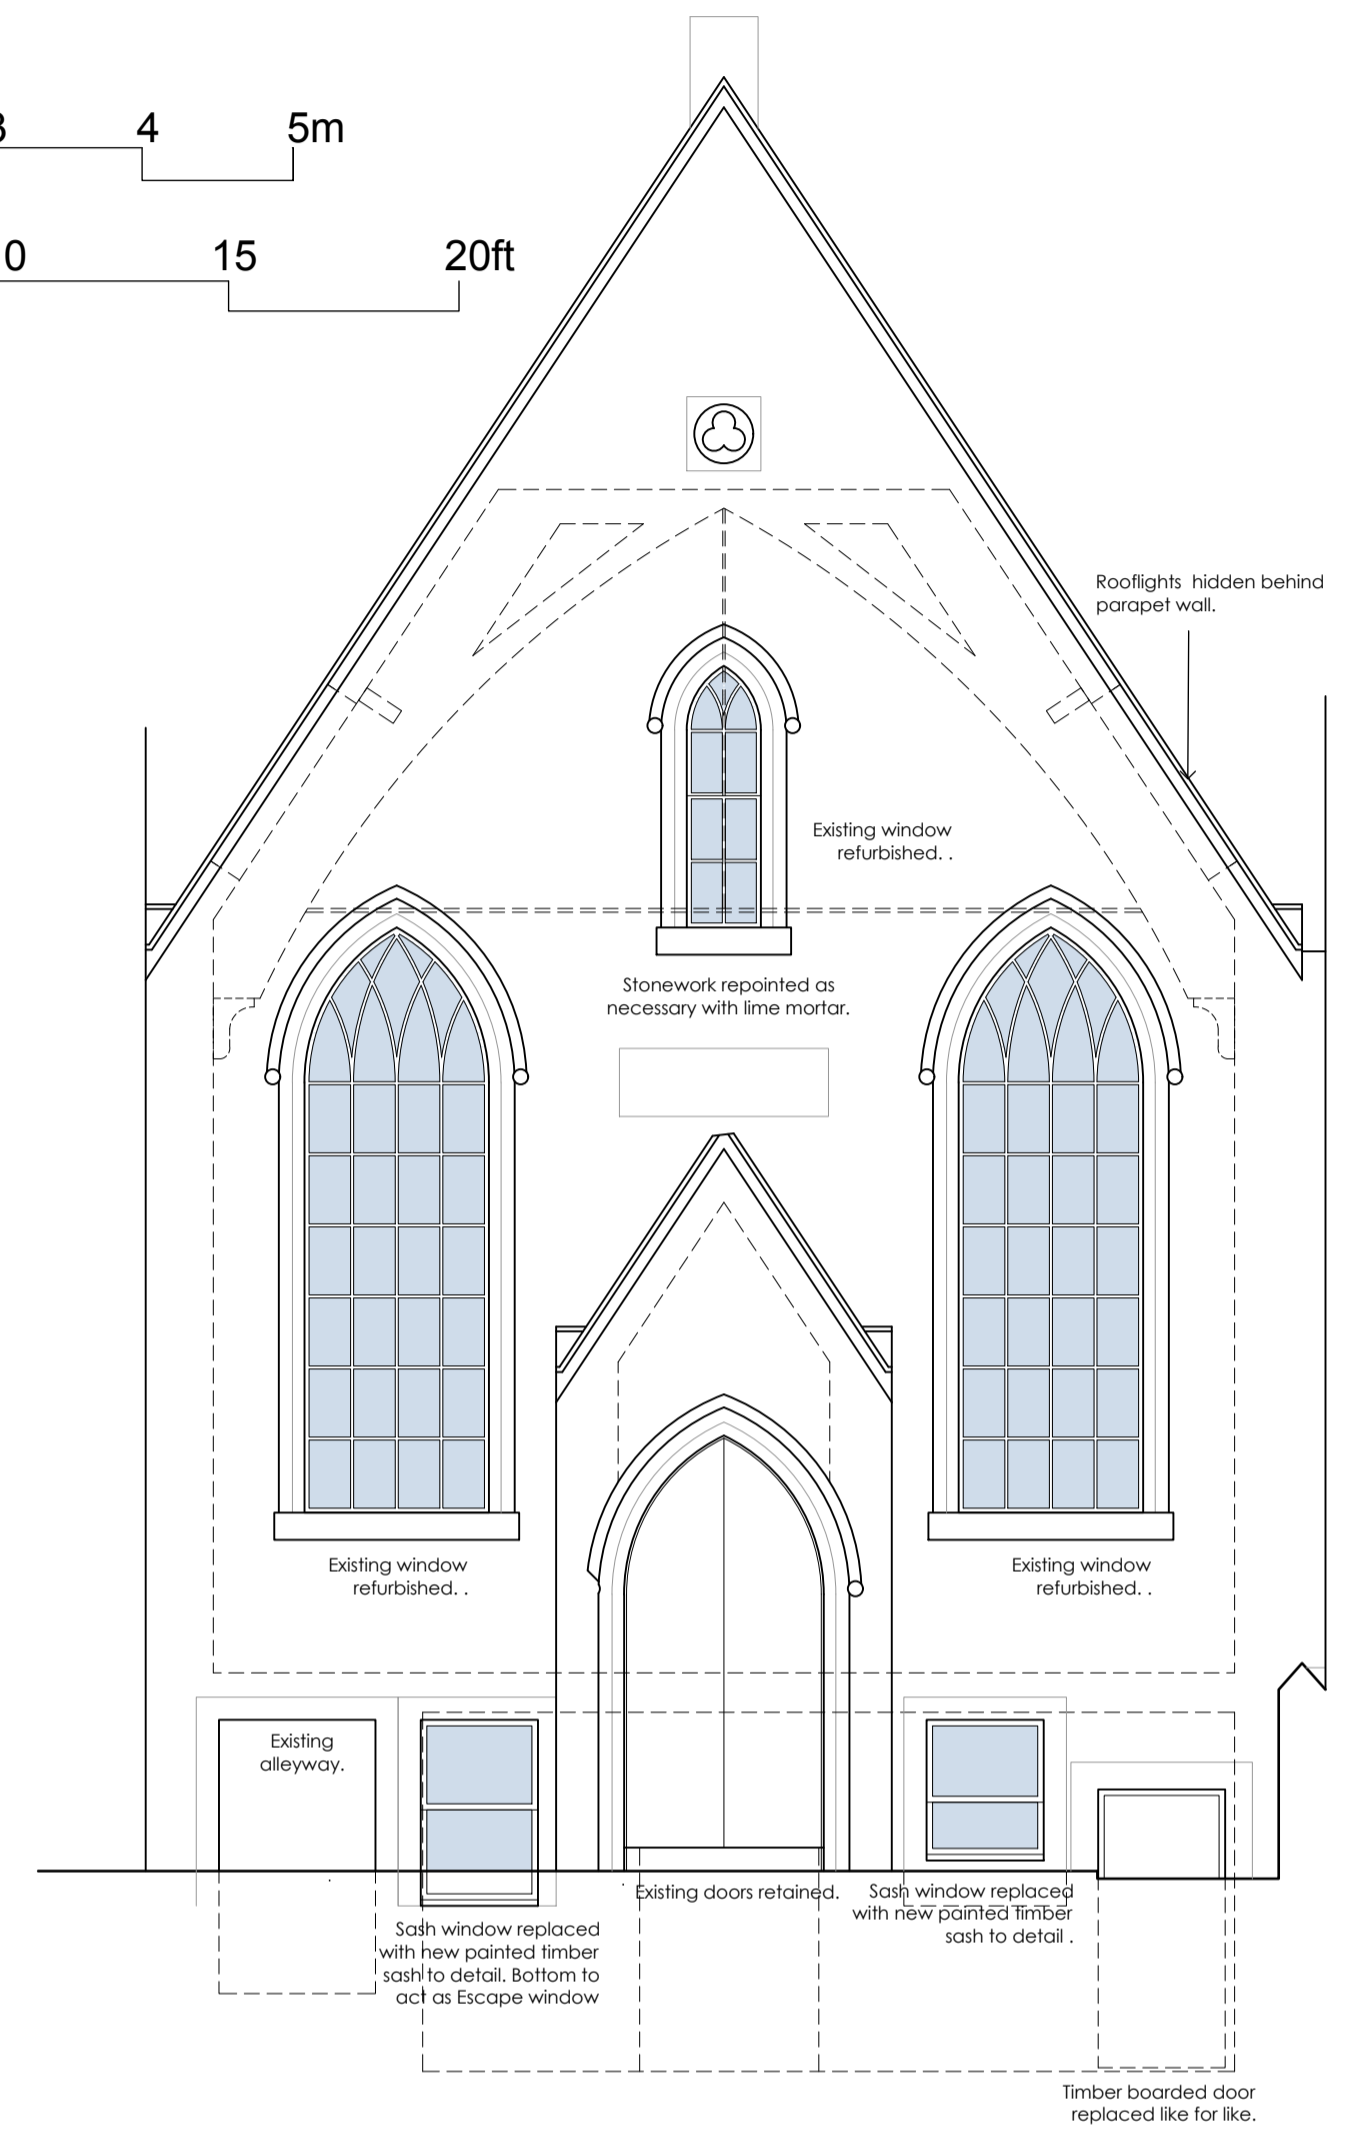 3 4 5m
0 15 20ft
Rooflights hidden behind
parapet wall.
Existing window
refurbished. .
Stonework repointed as
necessary with lime mortar.
Existing window
refurbished. .
Existing window
refurbished. .
Existing
alleyway.
Existing doors retained.
Sash window replaced
with new painted timber
sash to detail .
Sash window replaced
with new painted timber
sash to detail. Bottom to
act as Escape window
Timber boarded door
replaced like for like.